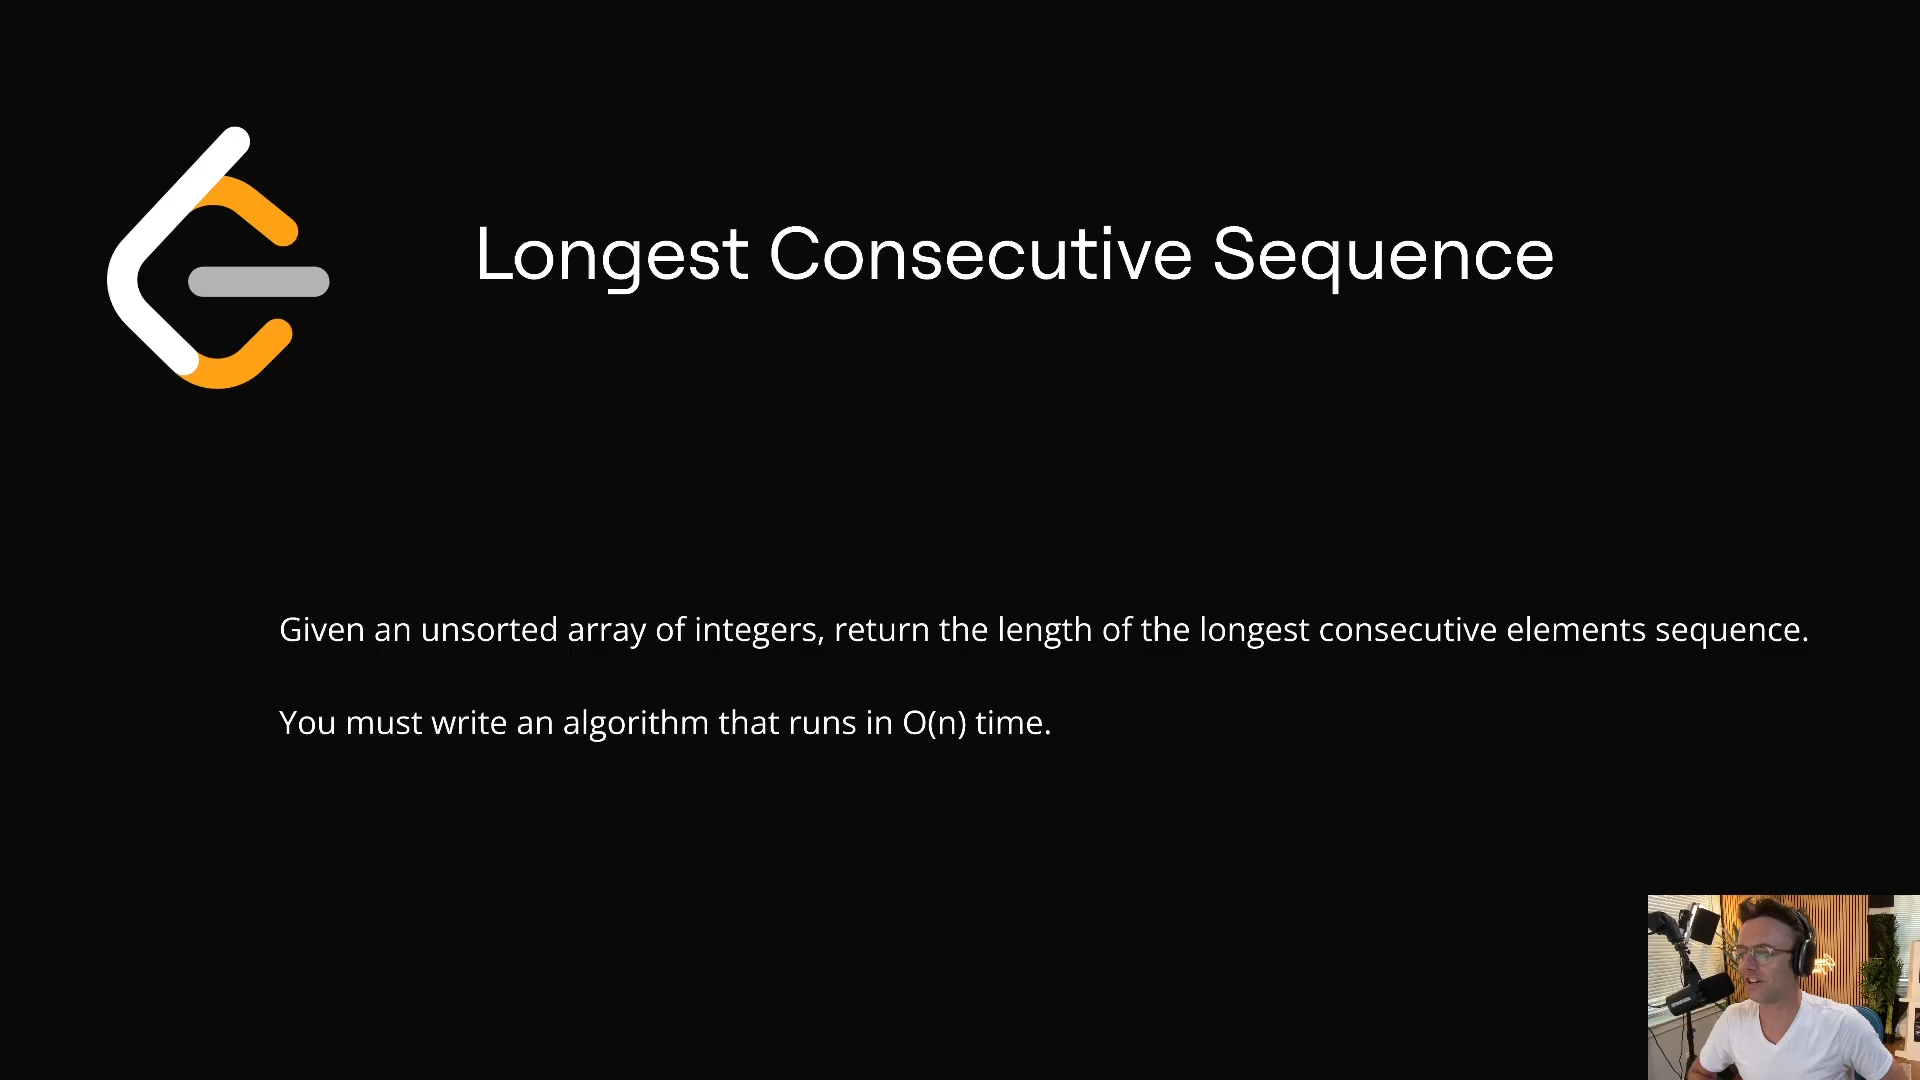 Longest Consecutive Sequence
Given an unsorted array of integers, return the length of the longest consecutive elements sequence.
You must write an algorithm that runs in O(n) time.